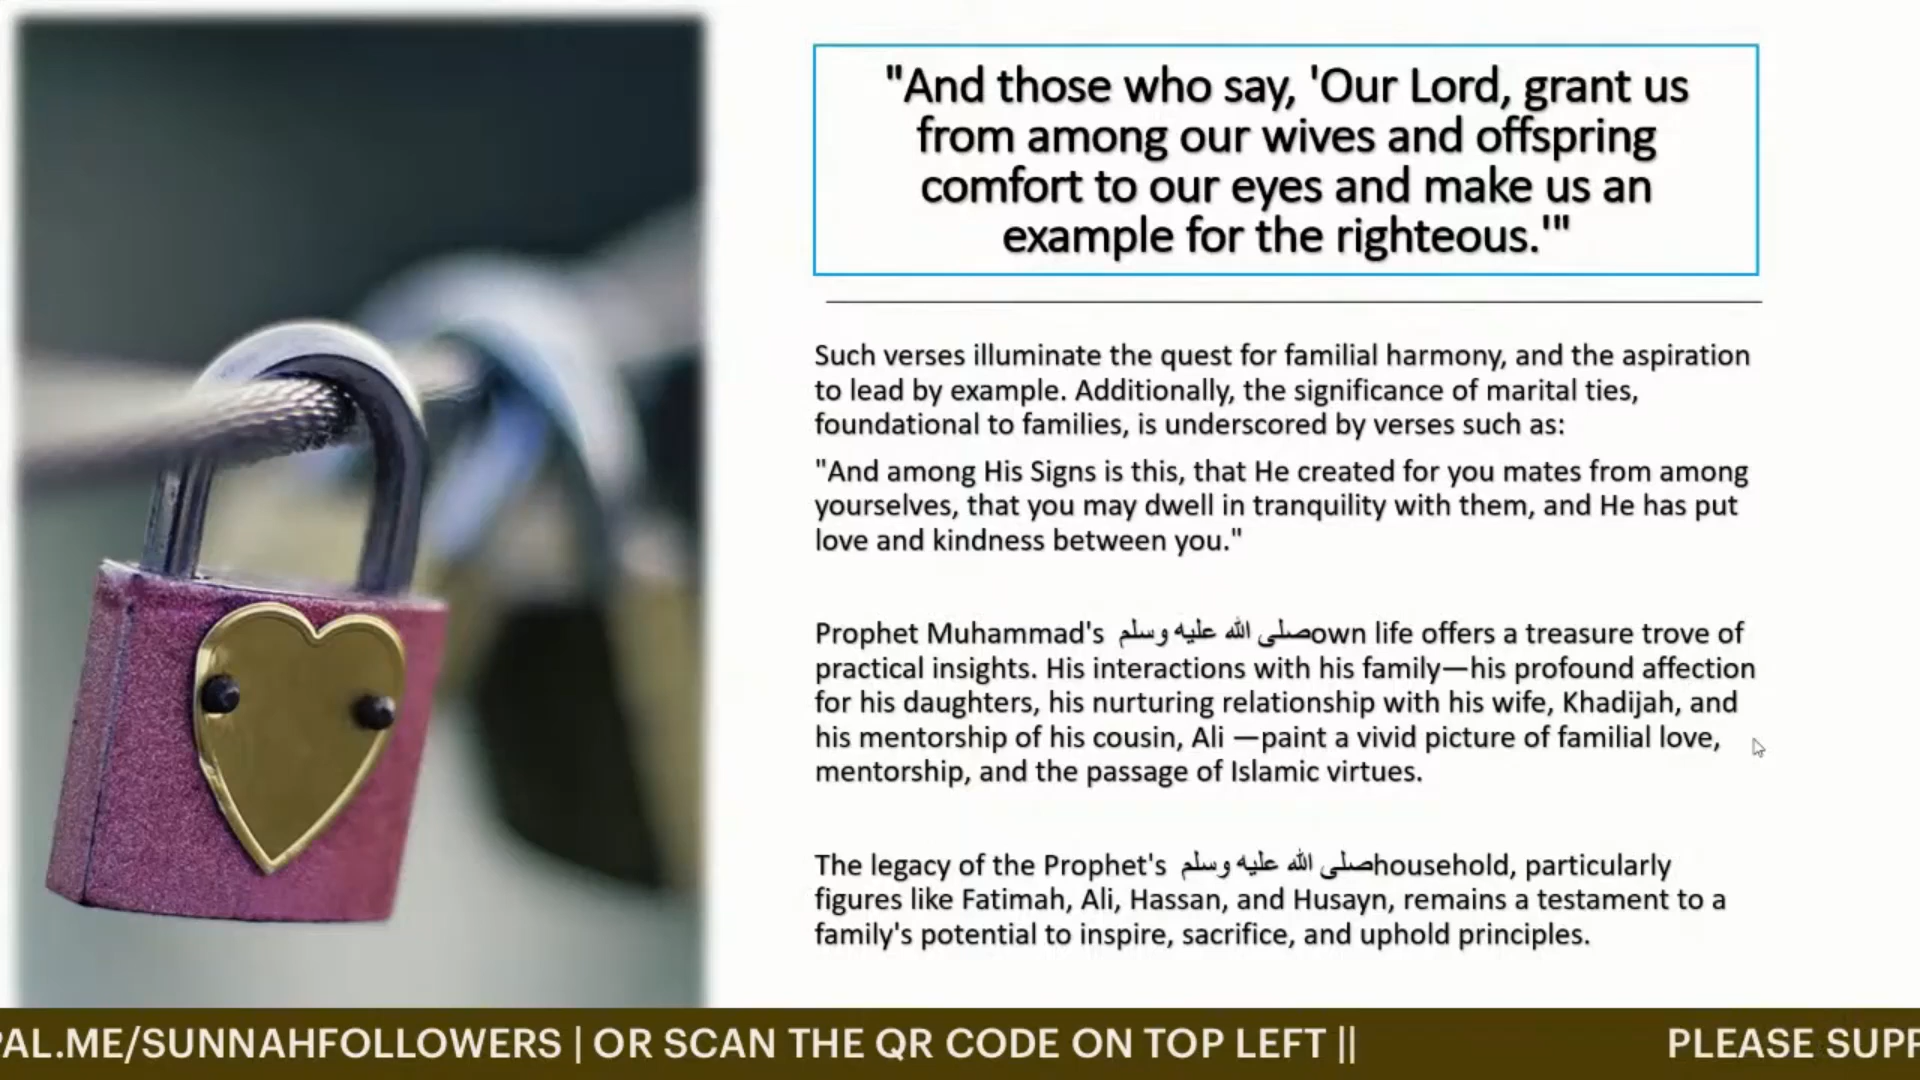 "And those who say, 'Our Lord, grant us
from among our wives and offspring
comfort to our eyes and make us an
example for the righteous.'"
Such verses illuminate the quest for familial harmony, and the aspiration
to lead by example. Additionally, the significance of marital ties,
foundational to families, is underscored by verses such as:
"And among His Signs is this, that He created for you mates from among
yourselves, that you may dwell in tranquility with them, and He has put
love and kindness between you."
Prophet Muhammad's صلى الله عليه وسلم own life offers a treasure trove of
practical insights. His interactions with his family—his profound affection
for his daughters, his nurturing relationship with his wife, Khadijah, and
his mentorship of his cousin, Ali —paint a vivid picture of familial love,
mentorship, and the passage of Islamic virtues.
The legacy of the Prophet's صلى الله عليه وسلم household, particularly
figures like Fatimah, Ali, Hassan, and Husayn, remains a testament to a
family's potential to inspire, sacrifice, and uphold principles.
PAL.ME/SUNNAHFOLLOWERS | OR SCAN THE QR CODE ON TOP LEFT || PLEASE SUPP